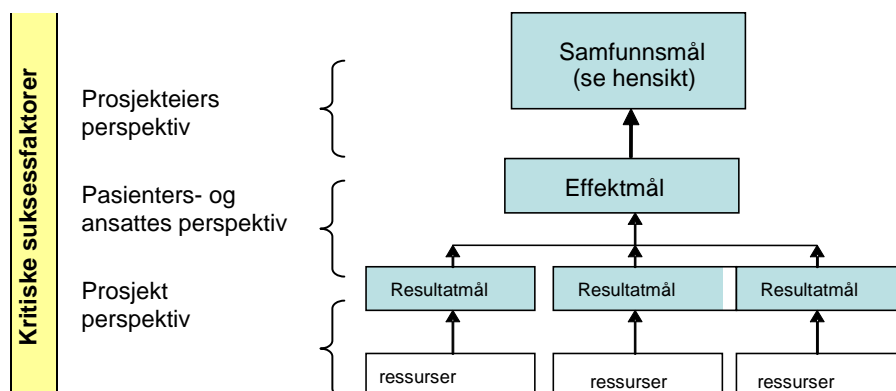 Kritiske suksessfaktorer
Samfunnsmål
(se hensikt)
Prosjekteiers
perspektiv
Effektmål
Pasienters- og
ansattes perspektiv
Resultatmål
Resultatmål
Resultatmål
Prosjekt
perspektiv
ressurser
ressurser
ressurser